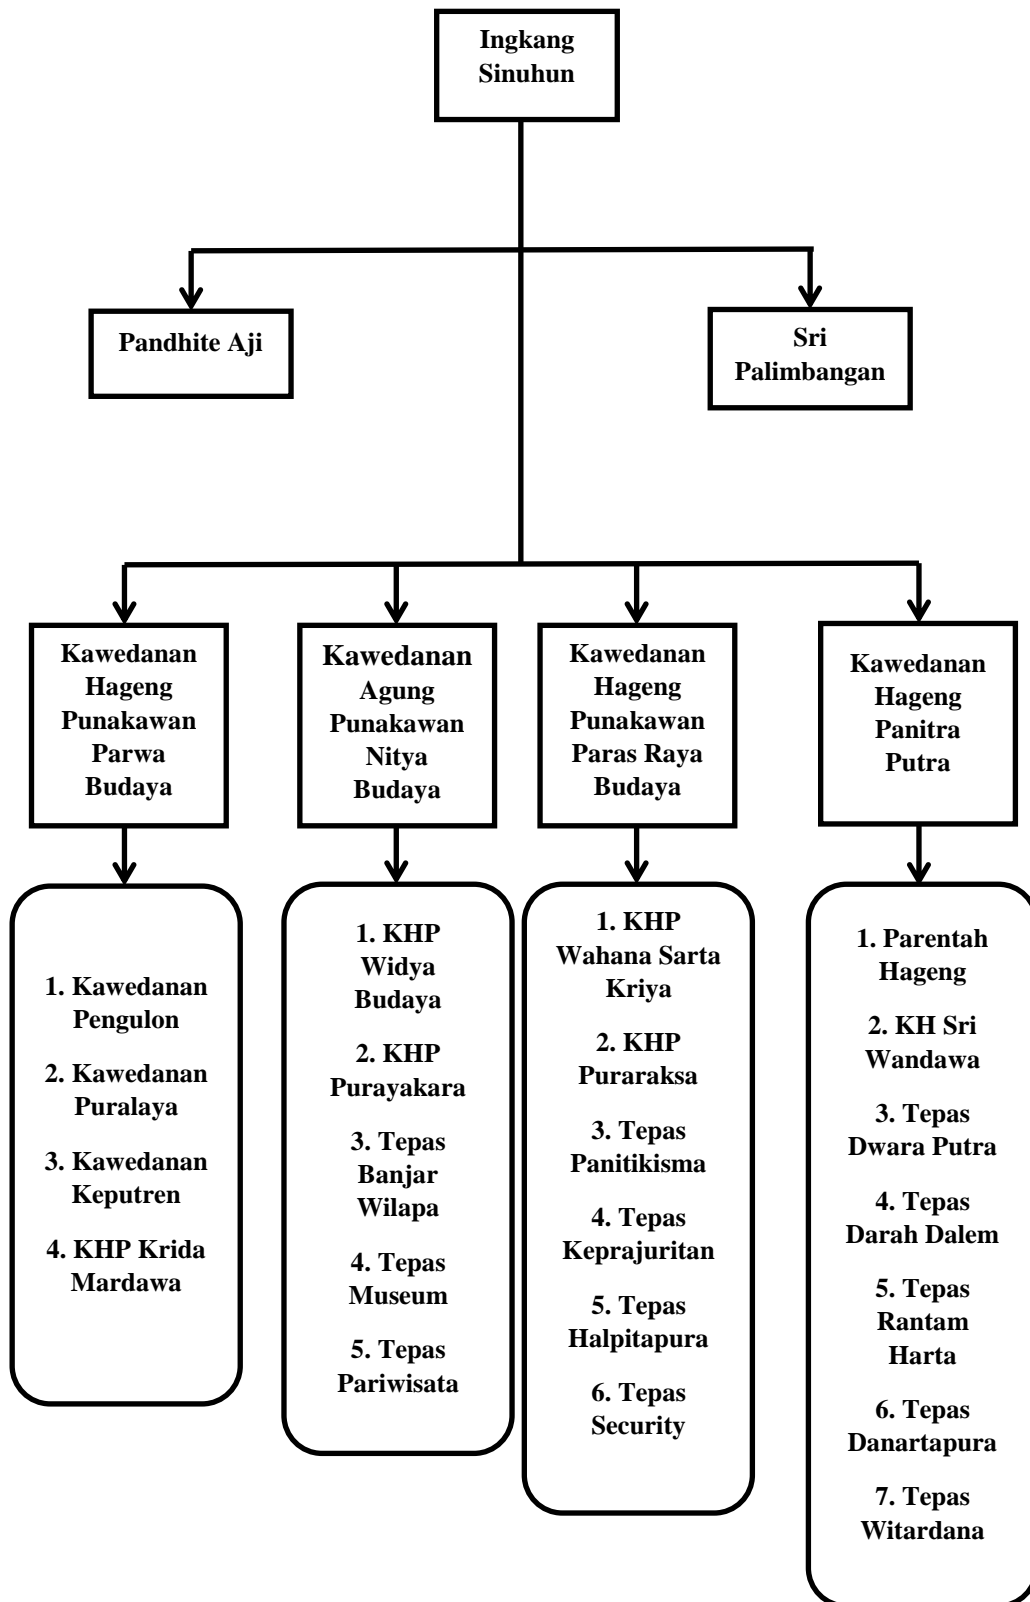 Ingkang
Sinuhun
Pandhite Aji
Sri
Palimbangan
Kawedanan
Hageng
Punakawan
Parwa
Budaya
Kawedanan
Agung
Punakawan
Nitya
Budaya
Kawedanan
Hageng
Punakawan
Paras Raya
Budaya
Kawedanan
Hageng
Panitra
Putra
1. Kawedanan
Pengulon
2. Kawedanan
Puralaya
3. Kawedanan
Keputren
4. KHP Krida
Mardawa
1. KHP
Widya
Budaya
2. KHP
Purayakara
3. Tepas
Banjar
Wilapa
4. Tepas
Museum
5. Tepas
Pariwisata
1. KHP
Wahana Sarta
Kriya
2. KHP
Puraraksa
3. Tepas
Panitikisma
4. Tepas
Keprajuritan
5. Tepas
Halpitapura
6. Tepas
Security
1. Parentah
Hageng
2. KH Sri
Wandawa
3. Tepas
Dwara Putra
4. Tepas
Darah Dalem
5. Tepas
Rantam
Harta
6. Tepas
Danartapura
7. Tepas
Witardana